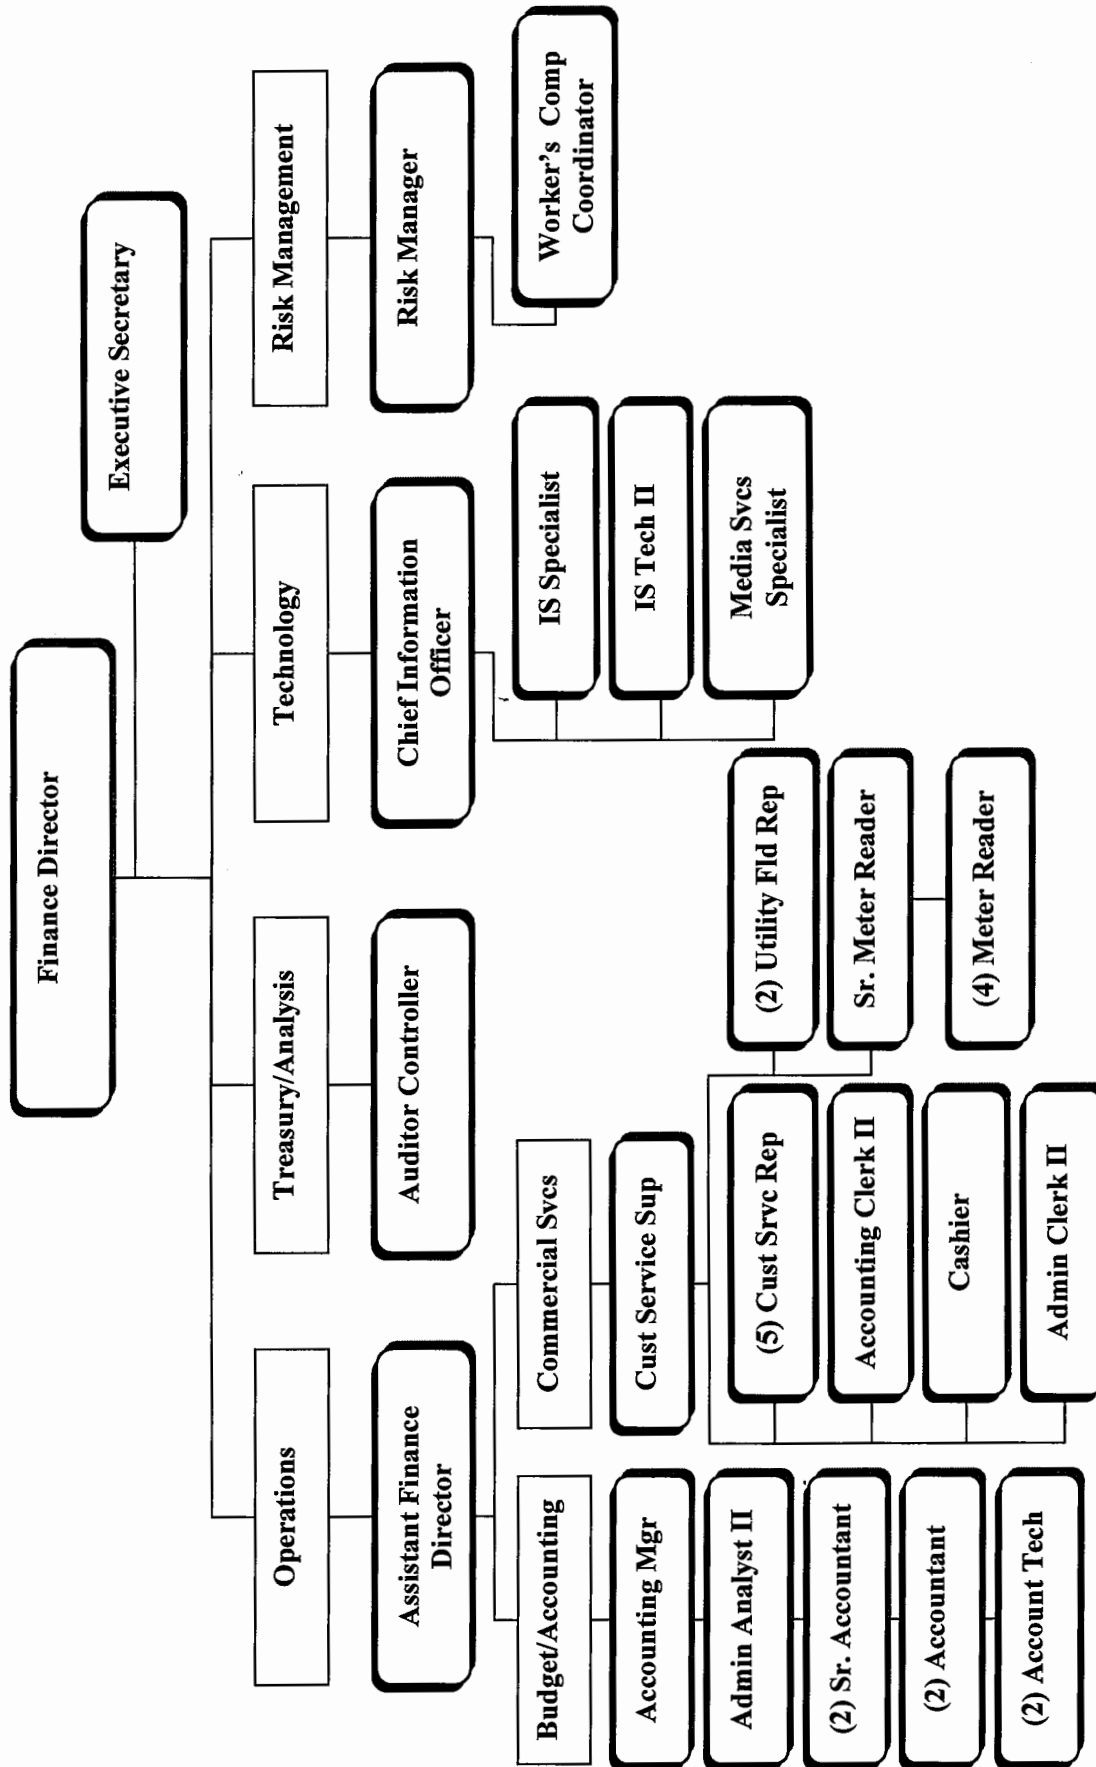 Finance Director
Executive Secretary
Operations
Treasury/Analysis
Technology
Risk Management
Assistant Finance
Director
Auditor Controller
Chief Information
Officer
Risk Manager
Budget/Accounting
Commercial Svcs
IS Specialist
Worker's Comp
Coordinator
Accounting Mgr
Cust Service Sup
IS Tech II
Admin Analyst II
(5) Cust Srvc Rep
(2) Utility Fld Rep
Media Svcs
Specialist
(2) Sr. Accountant
Accounting Clerk II
Sr. Meter Reader
(2) Accountant
Cashier
(4) Meter Reader
(2) Account Tech
Admin Clerk II